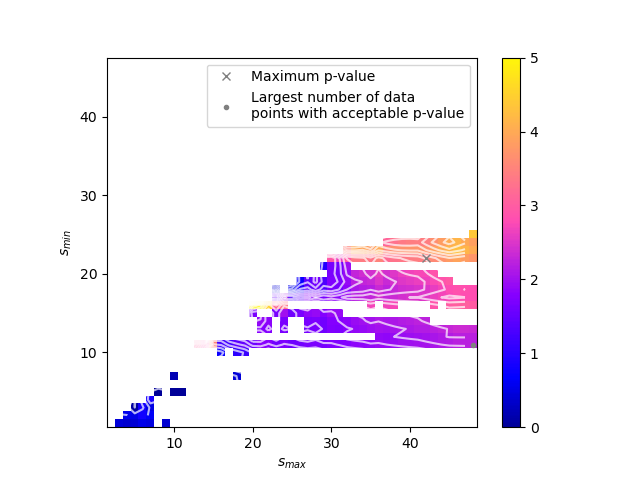 Maximum p-value
Largest number of data
points with acceptable p-value
40
30
20
10
s_min
10
20
30
40
s_max
5
4
3
2
1
0